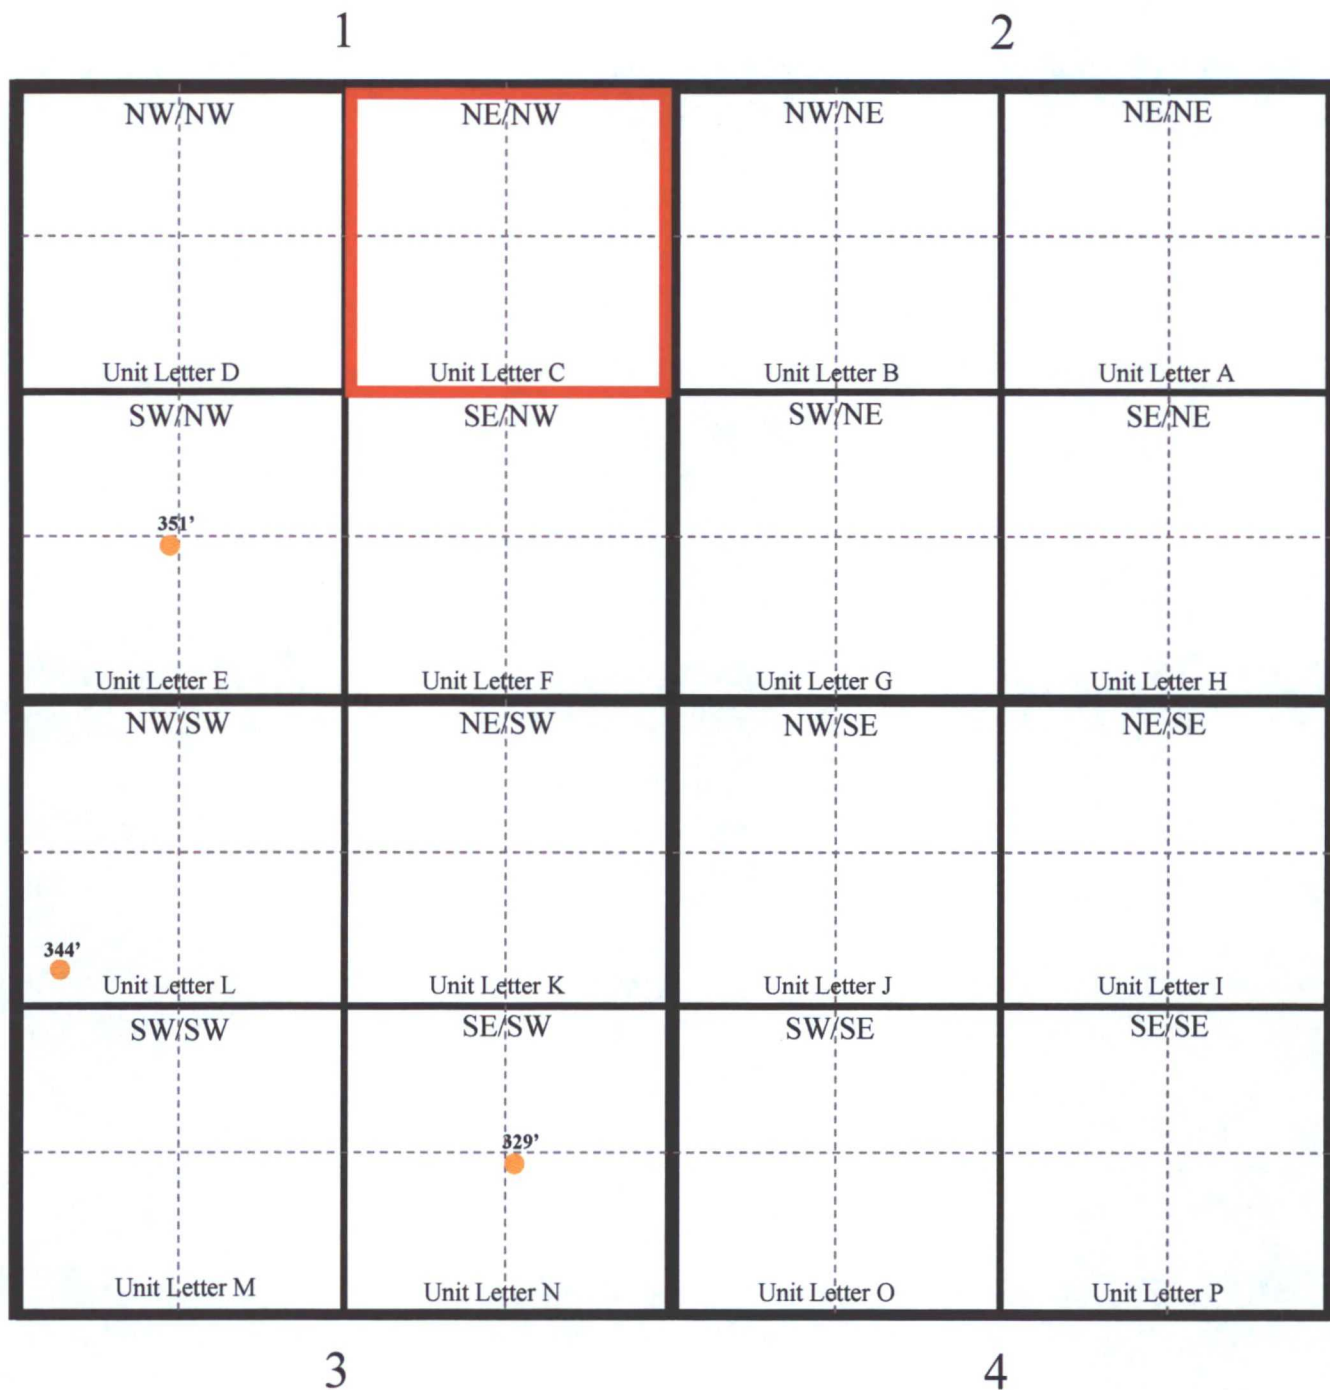 1 2
NW/NW NE/NW NW/NE NE/NE
Unit Letter D Unit Letter C Unit Letter B Unit Letter A
SW/NW SE/NW SW/NE SE/NE
351'
Unit Letter E Unit Letter F Unit Letter G Unit Letter H
NW/SW NE/SW NW/SE NE/SE
344'
Unit Letter L Unit Letter K Unit Letter J Unit Letter I
SW/SW SE/SW SW/SE SE/SE
329'
Unit Letter M Unit Letter N Unit Letter O Unit Letter P
3 4